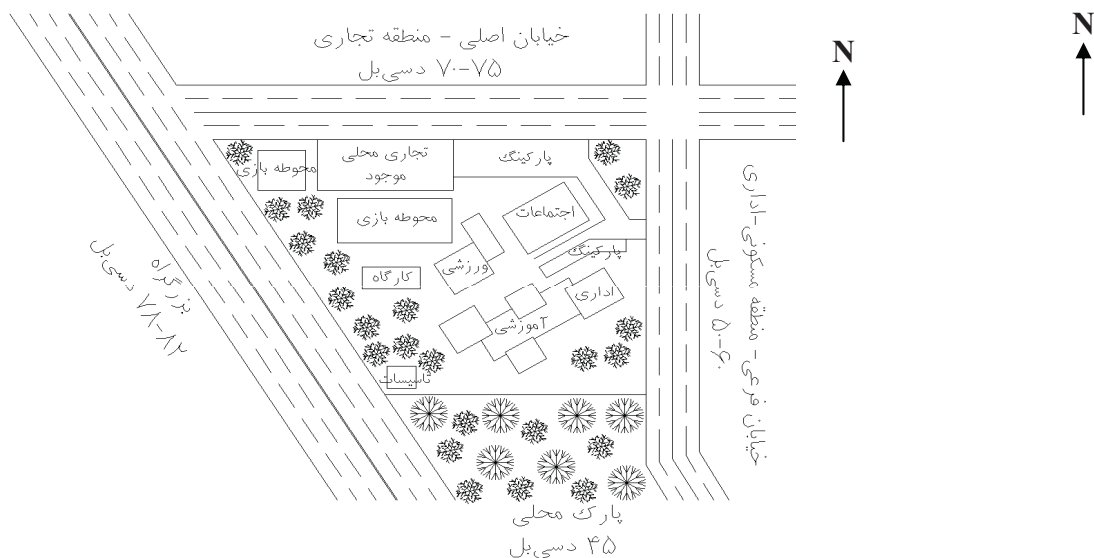 خیابان اصلی - منطقه تجاری
۷۰-۷۵ دسی‌بل
N
N
تجاری محلی
موجود
پارکینگ
محوطه بازی
محوطه بازی
اجتماعات
پارکینگ
ورزشی
کارگاه
اداری
آموزشی
تاسیسات
بزرگراه
۷۸-۸۲ دسی‌بل
خیابان فرعی - منطقه مسکونی-اداری
۵۰-۶۰ دسی‌بل
پارک محلی
۴۵ دسی‌بل